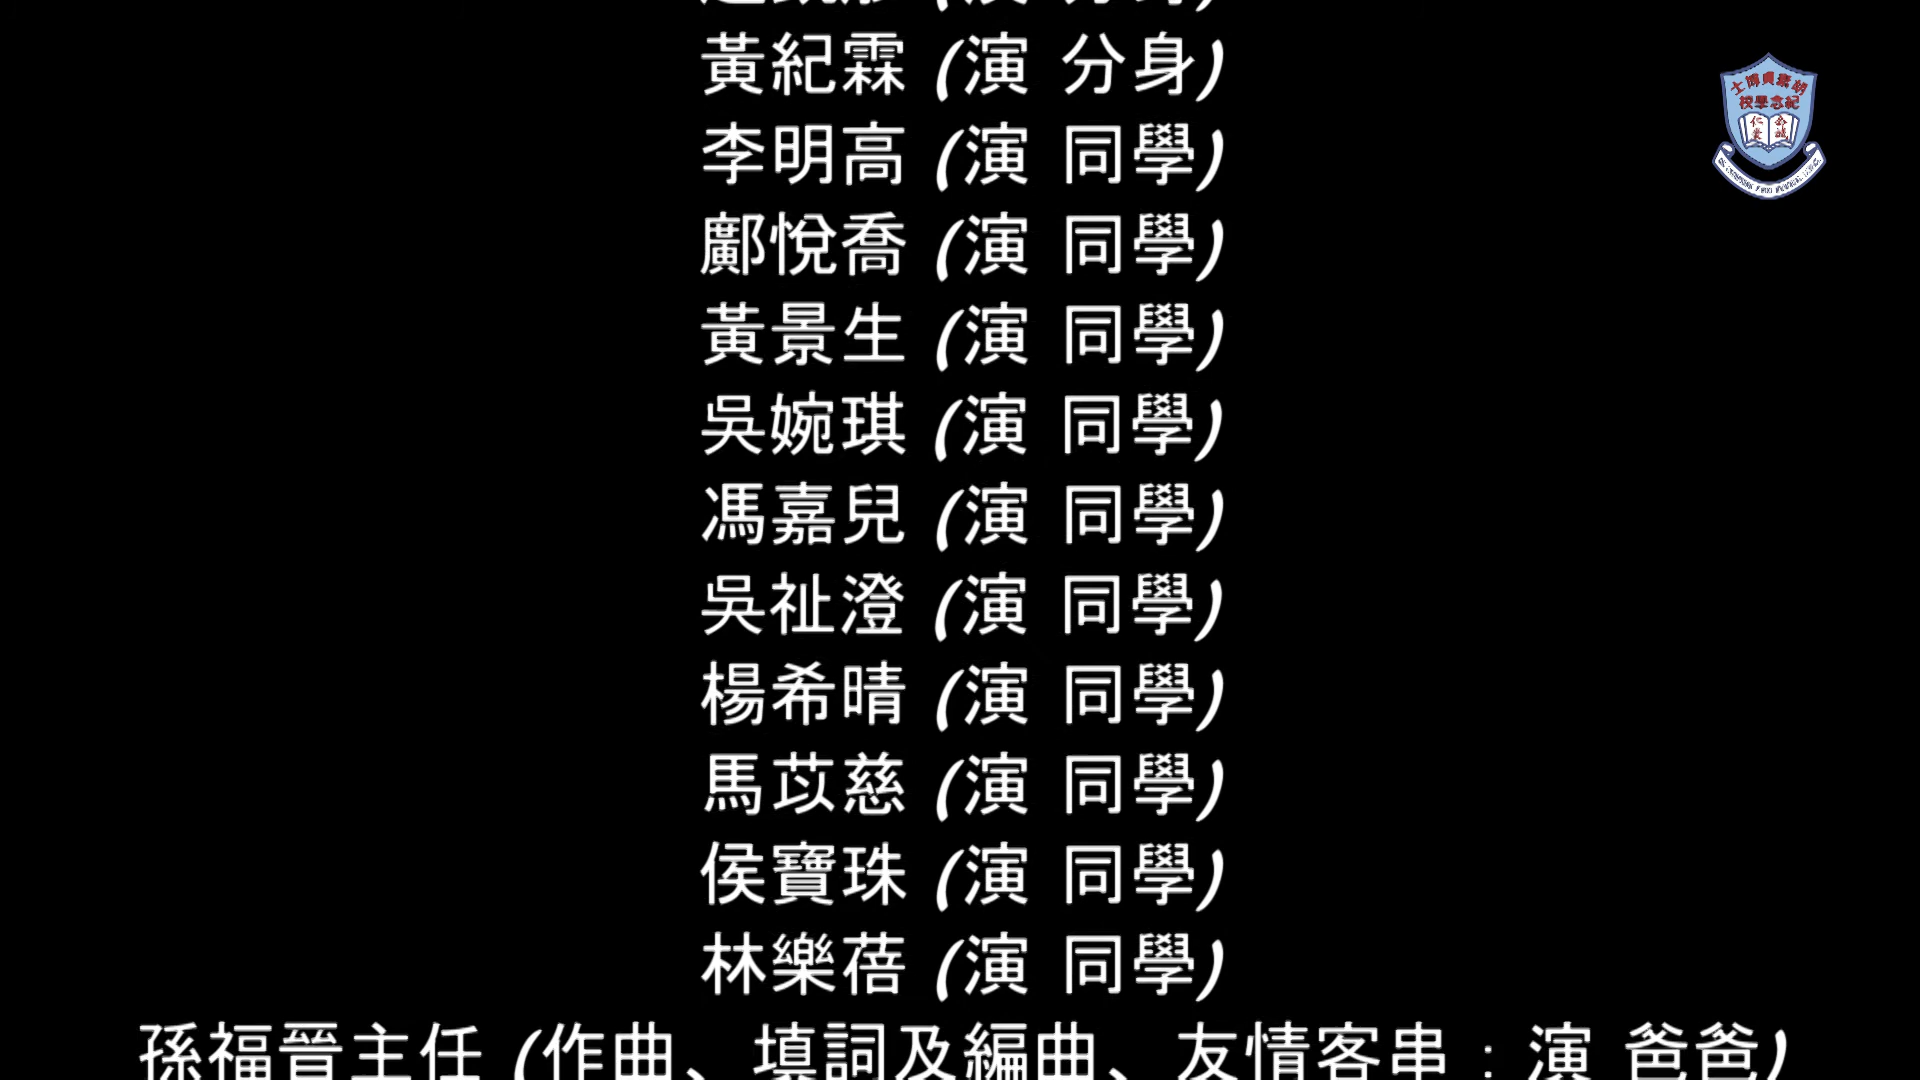 黃紀霖 (演 分身)
李明高 (演 同學)
鄺悅喬 (演 同學)
黃景生 (演 同學)
吳婉琪 (演 同學)
馮嘉兒 (演 同學)
吳祉澄 (演 同學)
楊希晴 (演 同學)
馬苡慈 (演 同學)
侯寶珠 (演 同學)
林樂蓓 (演 同學)
孫福晉主任 (作曲、填詞及編曲、友情客串：演 爸爸)